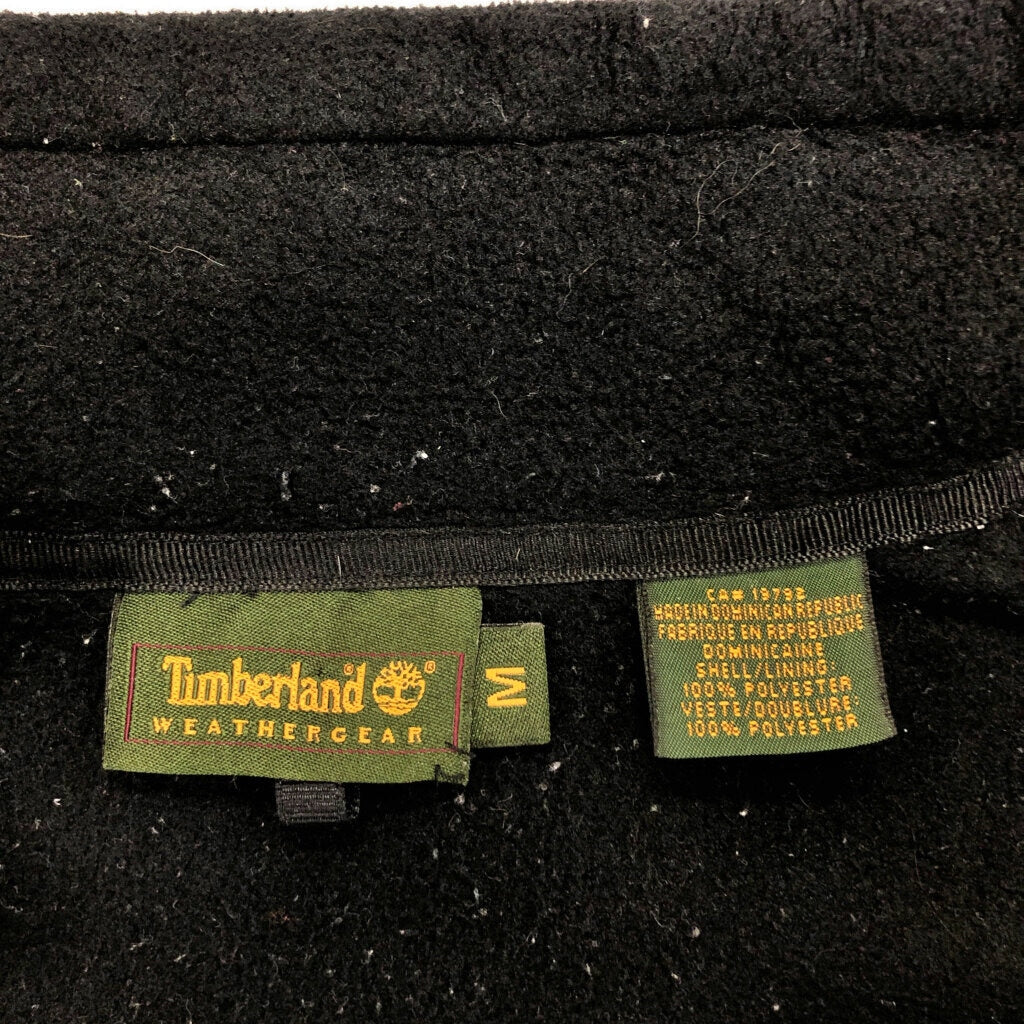 Timberland®
WEATHERGEAR
M
CA# 19732
MADE IN DOMINICAN REPUBLIC
FABRIQUE EN REPUBLIQUE
DOMINICAINE
SHELL/LINING:
100% POLYESTER
VESTE/DOUBLURE:
100% POLYESTER